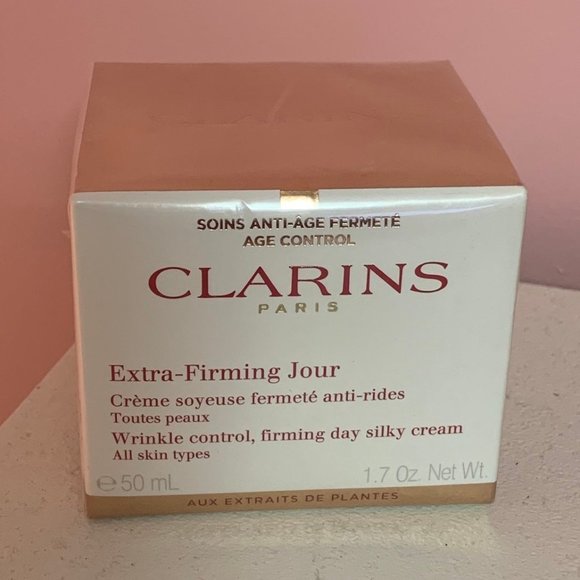 SOINS ANTI-ÂGE FERMETÉ
AGE CONTROL
CLARINS
PARIS
Extra-Firming Jour
Crème soyeuse fermeté anti-rides
Toutes peaux
Wrinkle control, firming day silky cream
All skin types
℮50 mL 1.7 Oz. Net Wt.
AUX EXTRAITS DE PLANTES